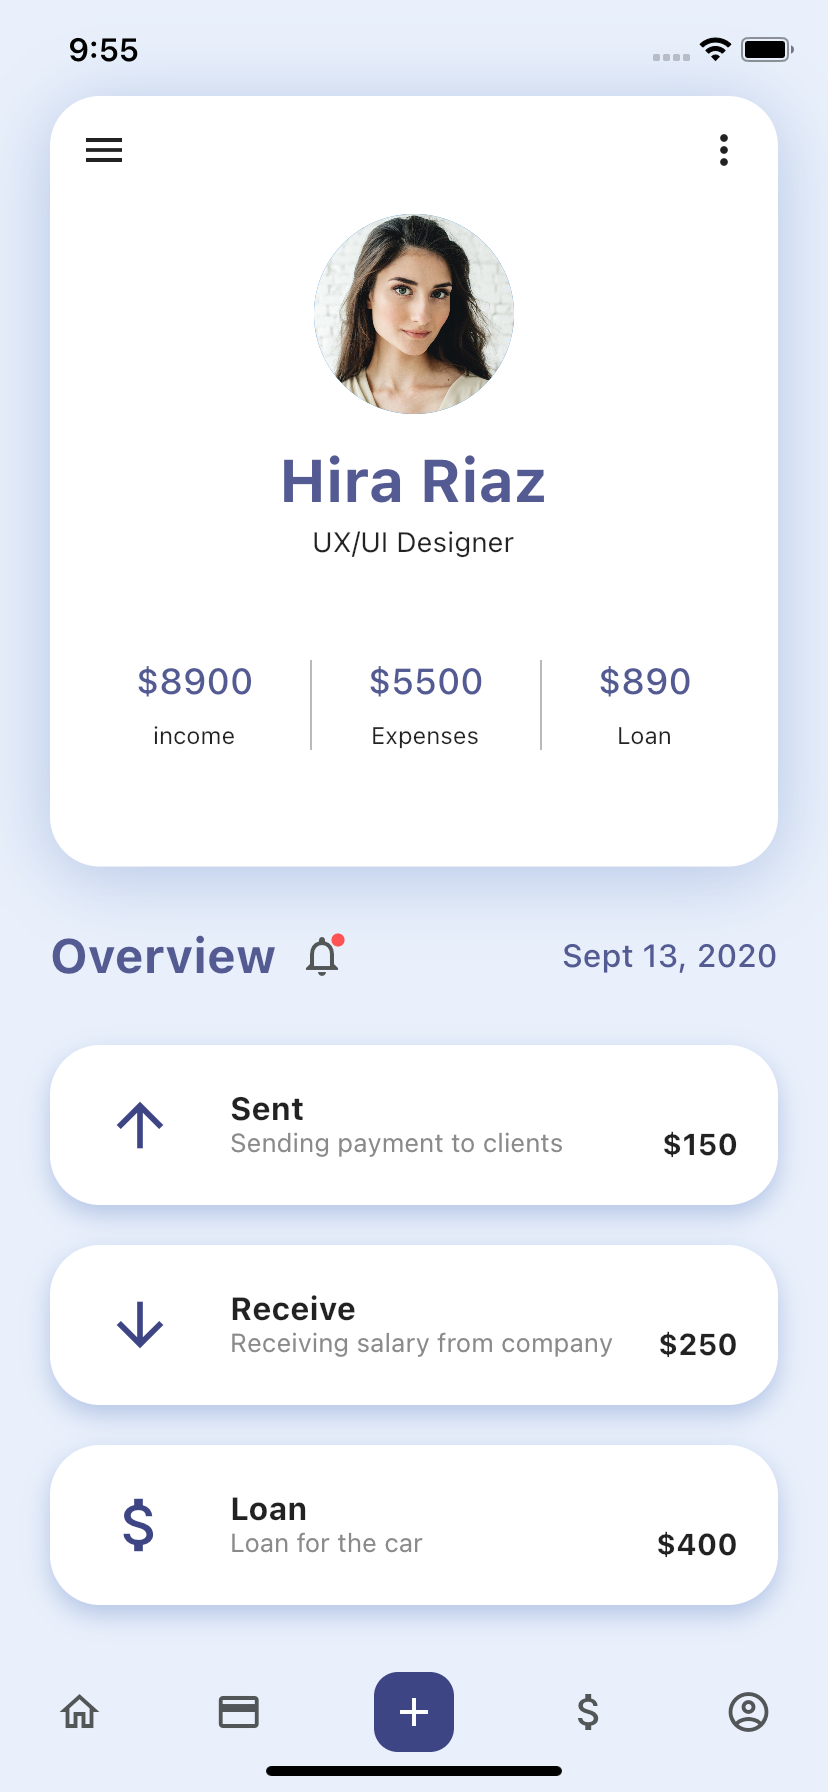 9:55
Hira Riaz
UX/UI Designer
$8900 $5500 $890
income Expenses Loan
Overview Sept 13, 2020
Sent
Sending payment to clients $150
Receive
Receiving salary from company $250
Loan
Loan for the car $400